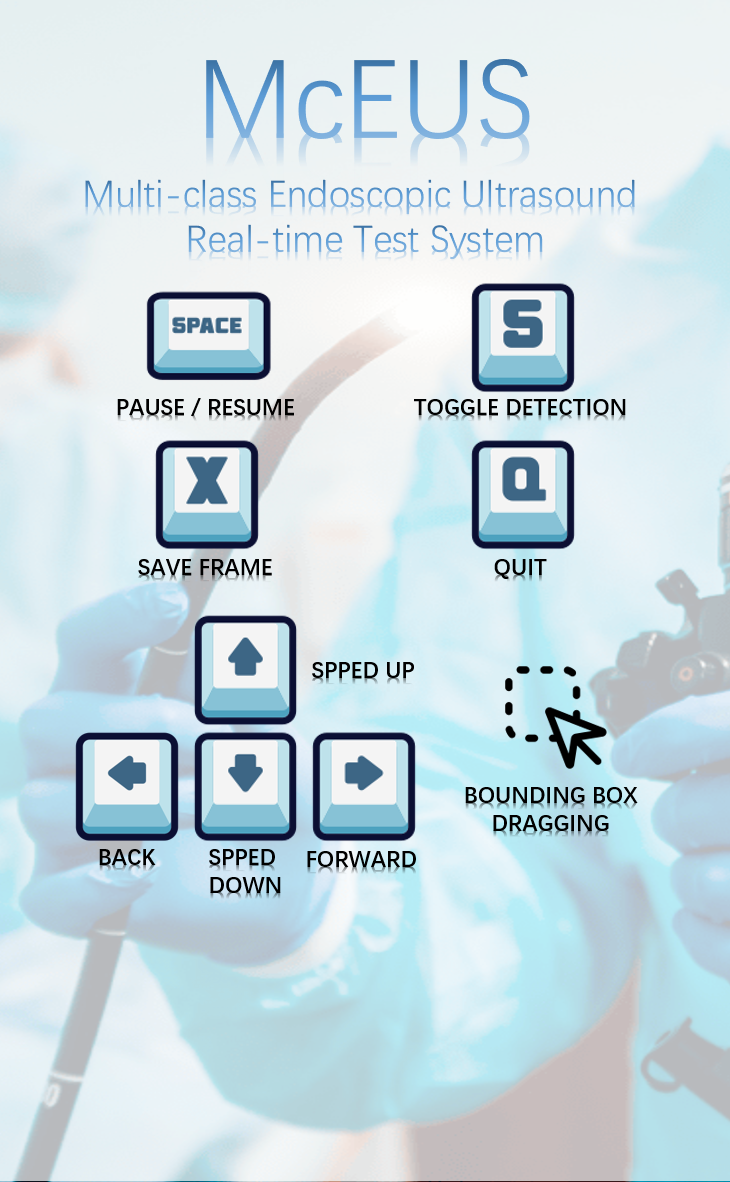 McEUS
Multi-class Endoscopic Ultrasound
Real-time Test System
SPACE
S
PAUSE / RESUME
TOGGLE DETECTION
X
Q
SAVE FRAME
QUIT
SPPED UP
BOUNDING BOX
DRAGGING
BACK
SPPED
DOWN
FORWARD